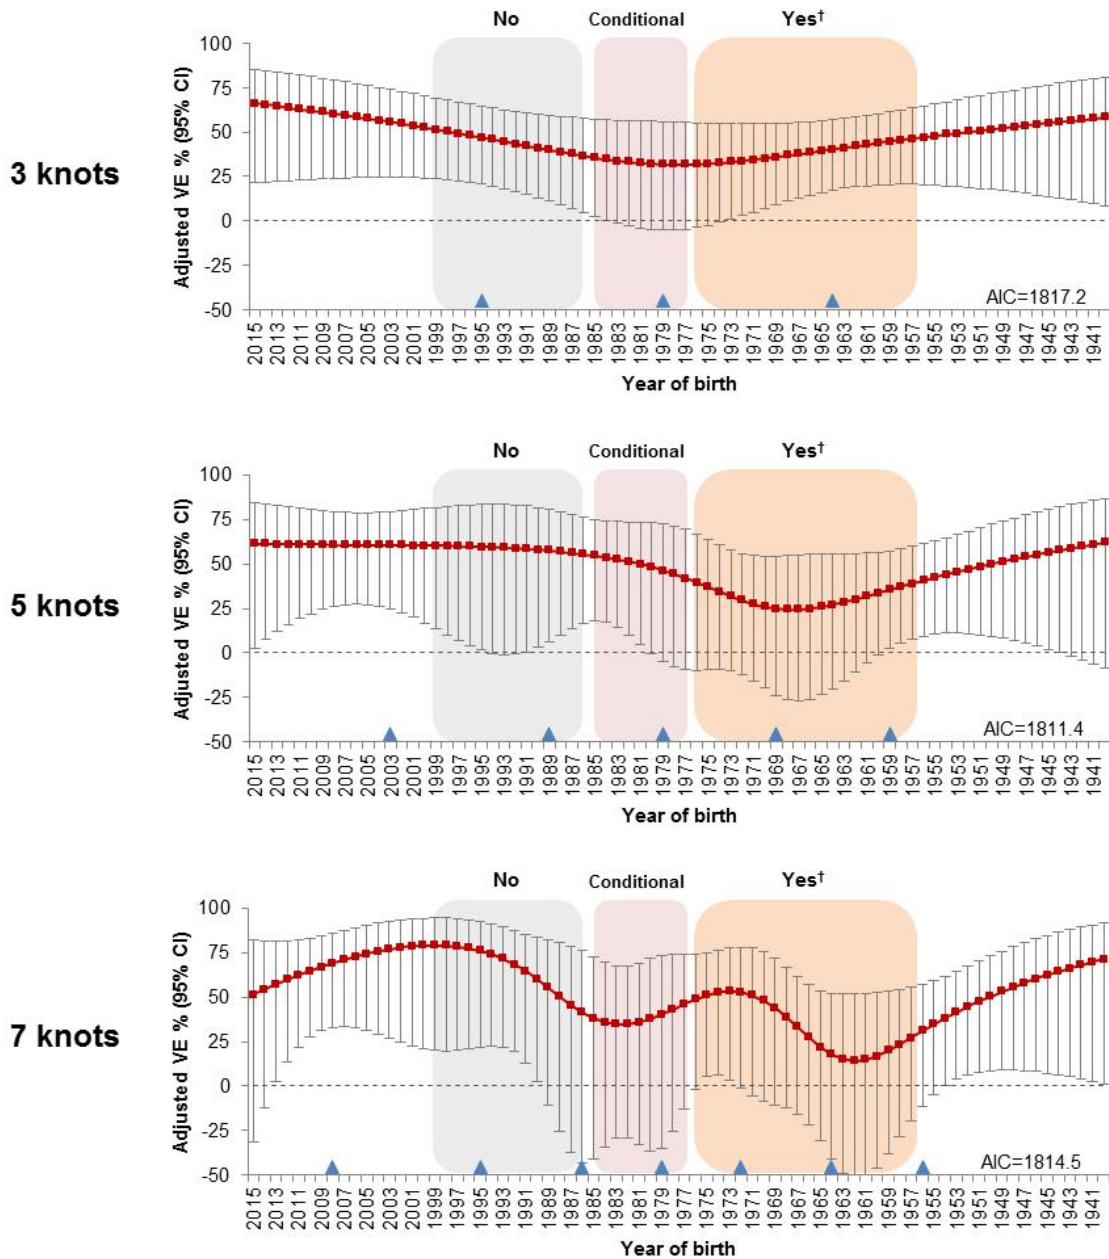 No Conditional Yes†
3 knots
Adjusted VE % (95% CI)
100
75
50
25
0
-25
-50
AIC=1817.2
2015 2013 2011 2009 2007 2005 2003 2001 1999 1997 1995 1993 1991 1989 1987 1985 1983 1981 1979 1977 1975 1973 1971 1969 1967 1965 1963 1961 1959 1957 1955 1953 1951 1949 1947 1945 1943 1941
Year of birth
No Conditional Yes†
5 knots
Adjusted VE % (95% CI)
100
75
50
25
0
-25
-50
AIC=1811.4
2015 2013 2011 2009 2007 2005 2003 2001 1999 1997 1995 1993 1991 1989 1987 1985 1983 1981 1979 1977 1975 1973 1971 1969 1967 1965 1963 1961 1959 1957 1955 1953 1951 1949 1947 1945 1943 1941
Year of birth
No Conditional Yes†
7 knots
Adjusted VE % (95% CI)
100
75
50
25
0
-25
-50
AIC=1814.5
2015 2013 2011 2009 2007 2005 2003 2001 1999 1997 1995 1993 1991 1989 1987 1985 1983 1981 1979 1977 1975 1973 1971 1969 1967 1965 1963 1961 1959 1957 1955 1953 1951 1949 1947 1945 1943 1941
Year of birth